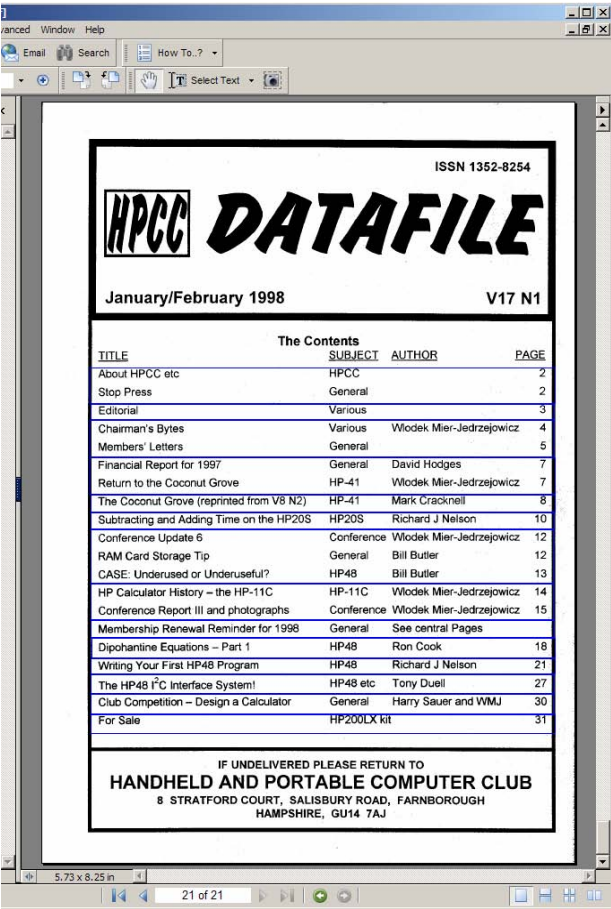 Advanced Window Help
Email Search How To..?
Select Text
ISSN 1352-8254
HPCC DATAFILE
January/February 1998 V17 N1
The Contents
TITLE SUBJECT AUTHOR PAGE
About HPCC etc HPCC 2
Stop Press General 2
Editorial Various 3
Chairman's Bytes Various Wlodek Mier-Jedrzejowicz 4
Members' Letters General 5
Financial Report for 1997 General David Hodges 7
Return to the Coconut Grove HP-41 Wlodek Mier-Jedrzejowicz 7
The Coconut Grove (reprinted from V8 N2) HP-41 Mark Cracknell 8
Subtracting and Adding Time on the HP20S HP20S Richard J Nelson 10
Conference Update 6 Conference Wlodek Mier-Jedrzejowicz 12
RAM Card Storage Tip General Bill Butler 12
CASE: Underused or Underuseful? HP48 Bill Butler 13
HP Calculator History – the HP-11C HP-11C Wlodek Mier-Jedrzejowicz 14
Conference Report III and photographs Conference Wlodek Mier-Jedrzejowicz 15
Membership Renewal Reminder for 1998 General See central Pages
Dipohantine Equations – Part 1 HP48 Ron Cook 18
Writing Your First HP48 Program HP48 Richard J Nelson 21
The HP48 I²C Interface System! HP48 etc Tony Duell 27
Club Competition – Design a Calculator General Harry Sauer and WMJ 30
For Sale HP200LX kit 31
IF UNDELIVERED PLEASE RETURN TO
HANDHELD AND PORTABLE COMPUTER CLUB
8 STRATFORD COURT, SALISBURY ROAD, FARNBOROUGH
HAMPSHIRE, GU14 7AJ
5.73 x 8.25 in
21 of 21